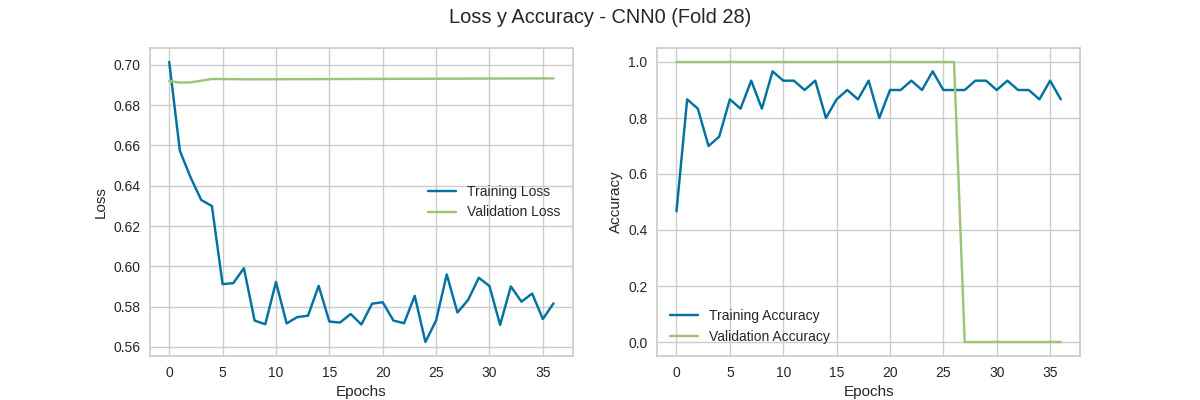 Loss y Accuracy - CNN0 (Fold 28)
0.70
0.68
0.66
0.64
0.62
0.60
0.58
0.56
Loss
Training Loss
Validation Loss
0 5 10 15 20 25 30 35
Epochs
1.0
0.8
0.6
0.4
0.2
0.0
Accuracy
Training Accuracy
Validation Accuracy
0 5 10 15 20 25 30 35
Epochs